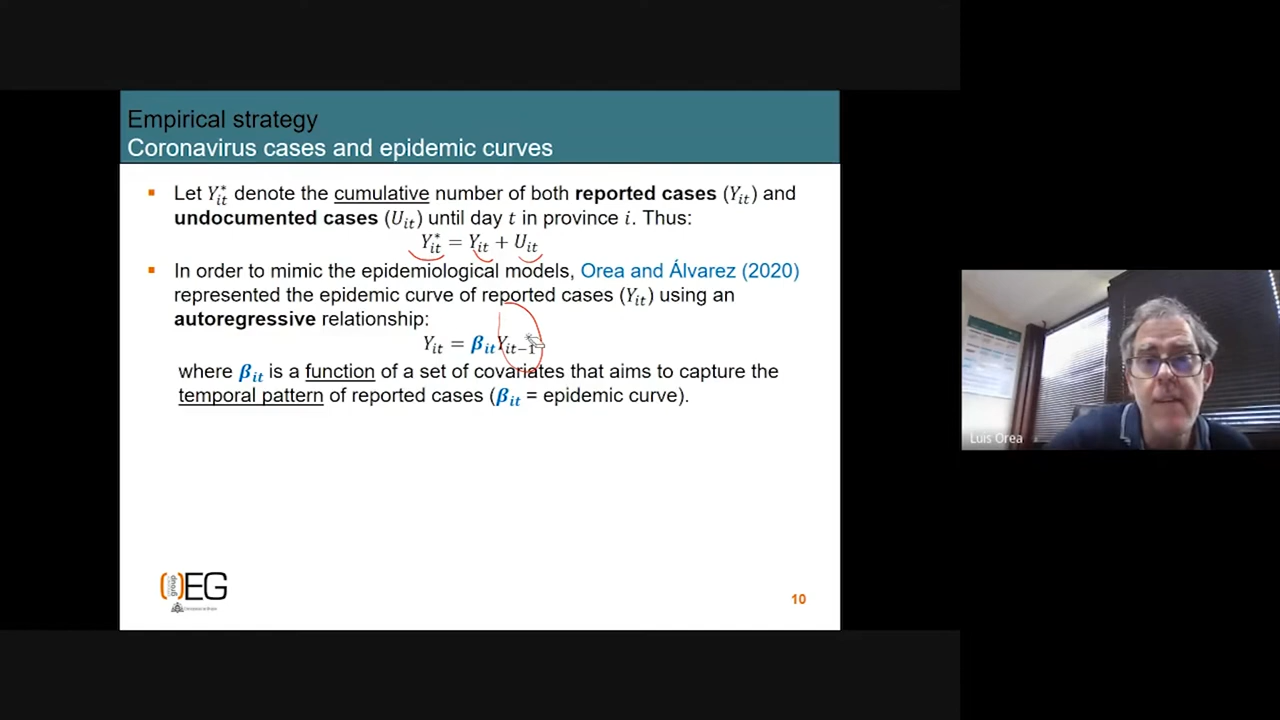 Empirical strategy
Coronavirus cases and epidemic curves
▪ Let Y*ᵢₜ denote the cumulative number of both reported cases (Yᵢₜ) and
undocumented cases (Uᵢₜ) until day t in province i. Thus:
Y*ᵢₜ = Yᵢₜ + Uᵢₜ
▪ In order to mimic the epidemiological models, Orea and Álvarez (2020)
represented the epidemic curve of reported cases (Yᵢₜ) using an
autoregressive relationship:
Yᵢₜ = βᵢₜYᵢₜ₋₁
where βᵢₜ is a function of a set of covariates that aims to capture the
temporal pattern of reported cases (βᵢₜ = epidemic curve).
group
EG
10
Luis Orea